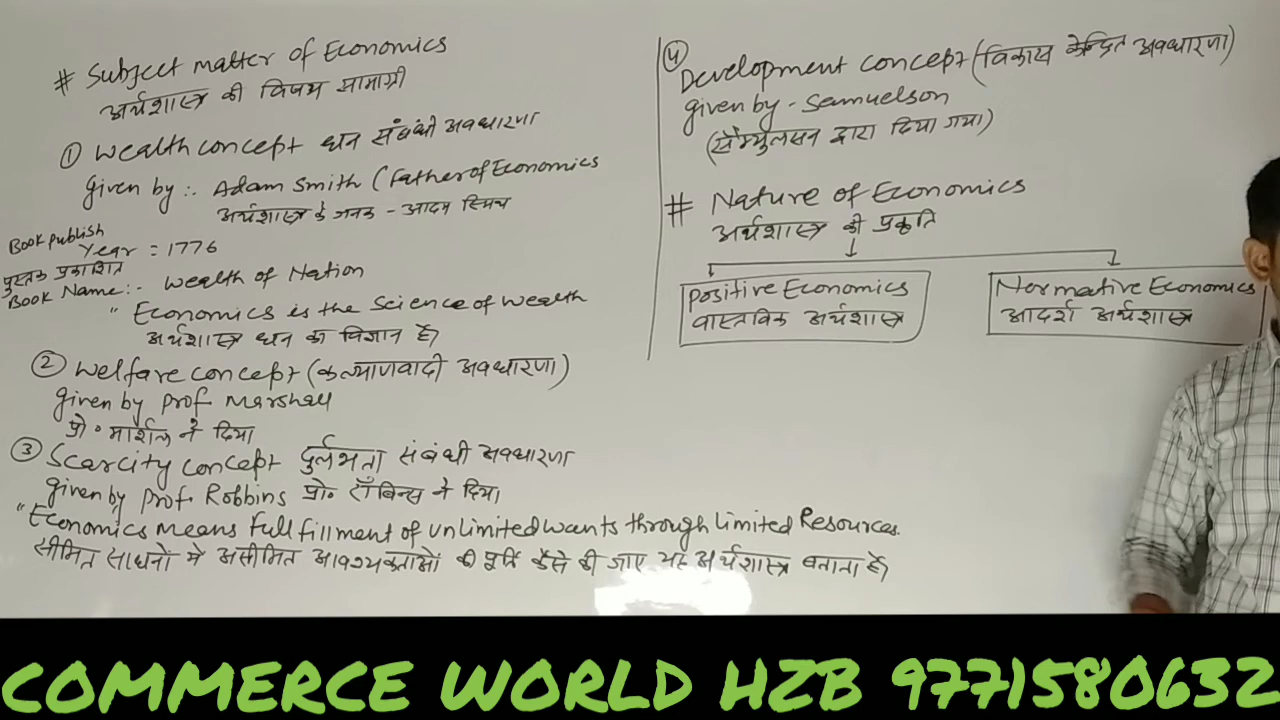 # Subject matter of Economics
अर्थशास्त्र की विषय सामाग्री
① Wealth concept धन संबंधी अवधारणा
Given by :- Adam Smith (Father of Economics
अर्थशास्त्र के जनक - आदम स्मिथ
Book publish
Year = 1776
पुस्तक प्रकाशित
Book Name:- Wealth of Nation
" Economics is the Science of wealth
अर्थशास्त्र धन का विज्ञान है।
② Welfare concept (कल्याणवादी अवधारणा)
Given by Prof. Marshall
प्रो० मार्शल ने दिया
③ Scarcity concept दुर्लभता संबंधी अवधारणा
given by Prof. Robbins प्रो० रॉबिन्स ने दिया
"Economics means fullfillment of unlimited wants through limited Resources.
सीमित साधनो मे असीमित आवश्यकताओं की पूर्ति कैसे की जाए यह अर्थशास्त्र बताता है।
④
Development concept (विकास केन्द्रित अवधारणा)
given by - Samuelson
(सैम्युलसन द्वारा दिया गया)
# Nature of Economics
अर्थशास्त्र की प्रकृति
Positive Economics
वास्तविक अर्थशास्त्र
Normative Economics
आदर्श अर्थशास्त्र
COMMERCE WORLD HZB 9771580632